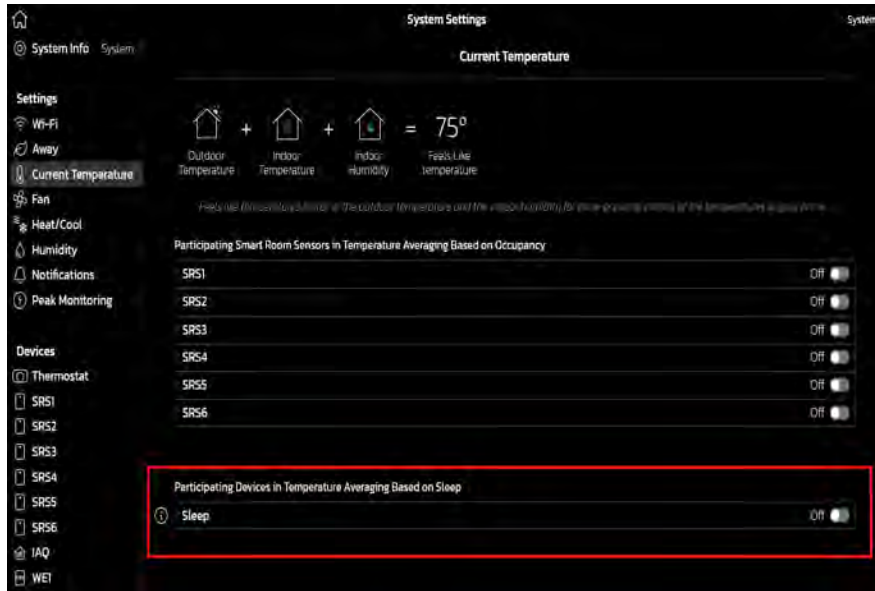 System Settings
System
System Info System
Current Temperature
Settings
Wi-Fi
Away
Current Temperature
Fan
Heat/Cool
Humidity
Notifications
Peak Monitoring
Devices
Thermostat
SRS1
SRS2
SRS3
SRS4
SRS5
SRS6
IAQ
WE1
+ + = 75°
Outdoor Temperature
Indoor Temperature
Indoor Humidity
Feels Like temperature
Participating Smart Room Sensors in Temperature Averaging Based on Occupancy
SRS1 Off
SRS2 Off
SRS3 Off
SRS4 Off
SRS5 Off
SRS6 Off
Participating Devices in Temperature Averaging Based on Sleep
Sleep Off